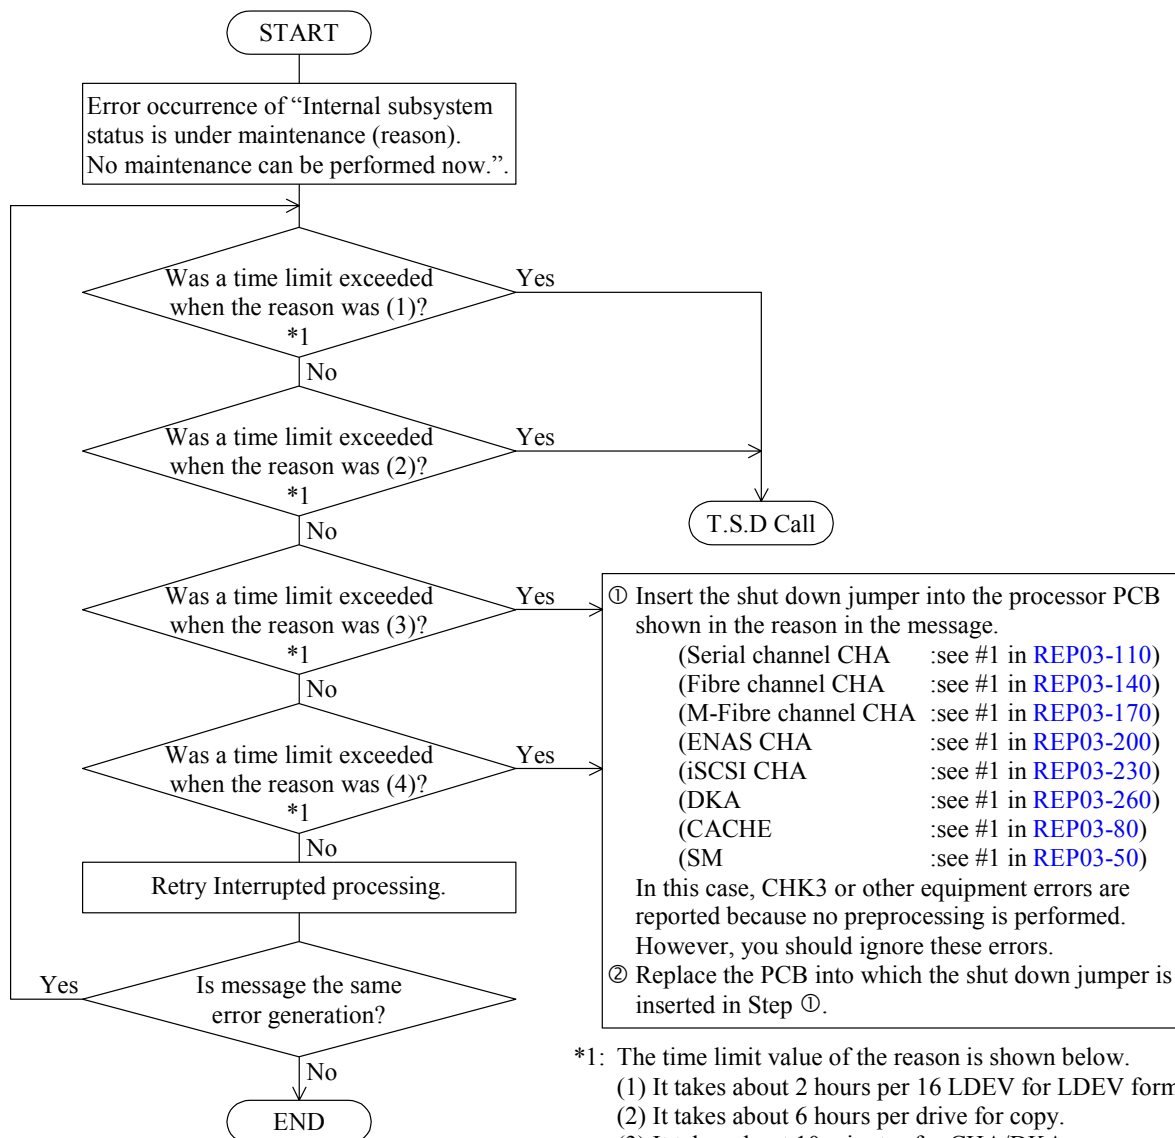 START
Error occurrence of “Internal subsystem
status is under maintenance (reason).
No maintenance can be performed now.”.
Was a time limit exceeded
when the reason was (1)?
*1
Yes
No
Was a time limit exceeded
when the reason was (2)?
*1
Yes
No
T.S.D Call
Was a time limit exceeded
when the reason was (3)?
*1
Yes
No
Was a time limit exceeded
when the reason was (4)?
*1
Yes
No
① Insert the shut down jumper into the processor PCB
shown in the reason in the message.
(Serial channel CHA :see #1 in REP03-110)
(Fibre channel CHA :see #1 in REP03-140)
(M-Fibre channel CHA :see #1 in REP03-170)
(ENAS CHA :see #1 in REP03-200)
(iSCSI CHA :see #1 in REP03-230)
(DKA :see #1 in REP03-260)
(CACHE :see #1 in REP03-80)
(SM :see #1 in REP03-50)
In this case, CHK3 or other equipment errors are
reported because no preprocessing is performed.
However, you should ignore these errors.
② Replace the PCB into which the shut down jumper is
inserted in Step ①.
Retry Interrupted processing.
Is message the same
error generation?
Yes
No
END
*1: The time limit value of the reason is shown below.
(1) It takes about 2 hours per 16 LDEV for LDEV
(2) It takes about 6 hours per drive for copy.